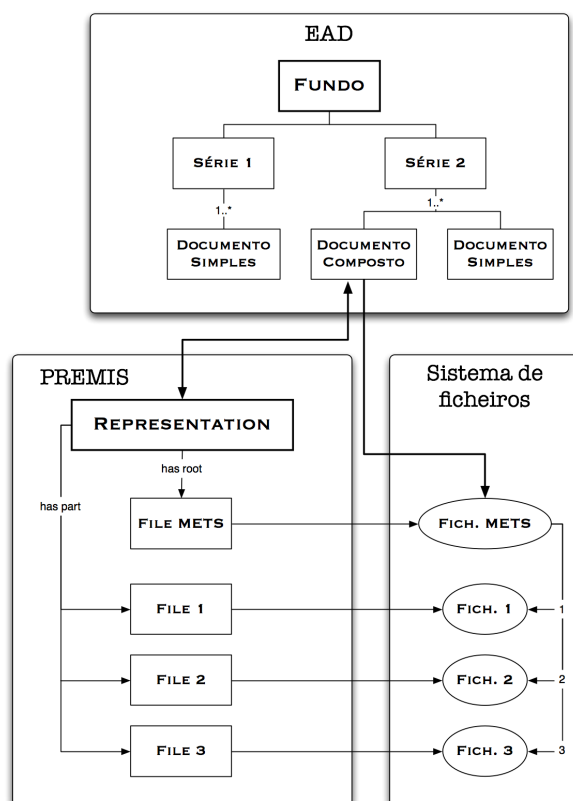 EAD
FUNDO
SÉRIE 1
SÉRIE 2
1..*
1..*
DOCUMENTO
SIMPLES
DOCUMENTO
COMPOSTO
DOCUMENTO
SIMPLES
PREMIS
REPRESENTATION
has root
has part
FILE METS
FILE 1
FILE 2
FILE 3
Sistema de
ficheiros
FICH. METS
FICH. 1
1
FICH. 2
2
FICH. 3
3